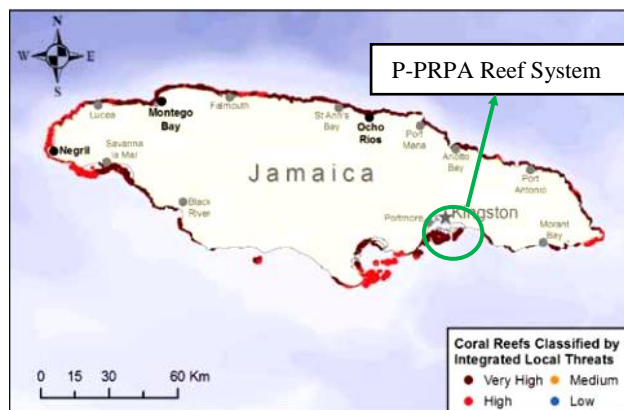 N
W E
S
P-PRPA Reef System
Lucea
Montego
Bay
Falmouth
St Ann's
Bay
Ocho
Rios
Port
Maria
Annotto
Bay
Negril
Savanna
la Mar
Jamaica
Port
Antonio
Black
River
Portmore
Kingston
Morant
Bay
Coral Reefs Classified by
Integrated Local Threats
Very High Medium
High Low
0 15 30 60 Km